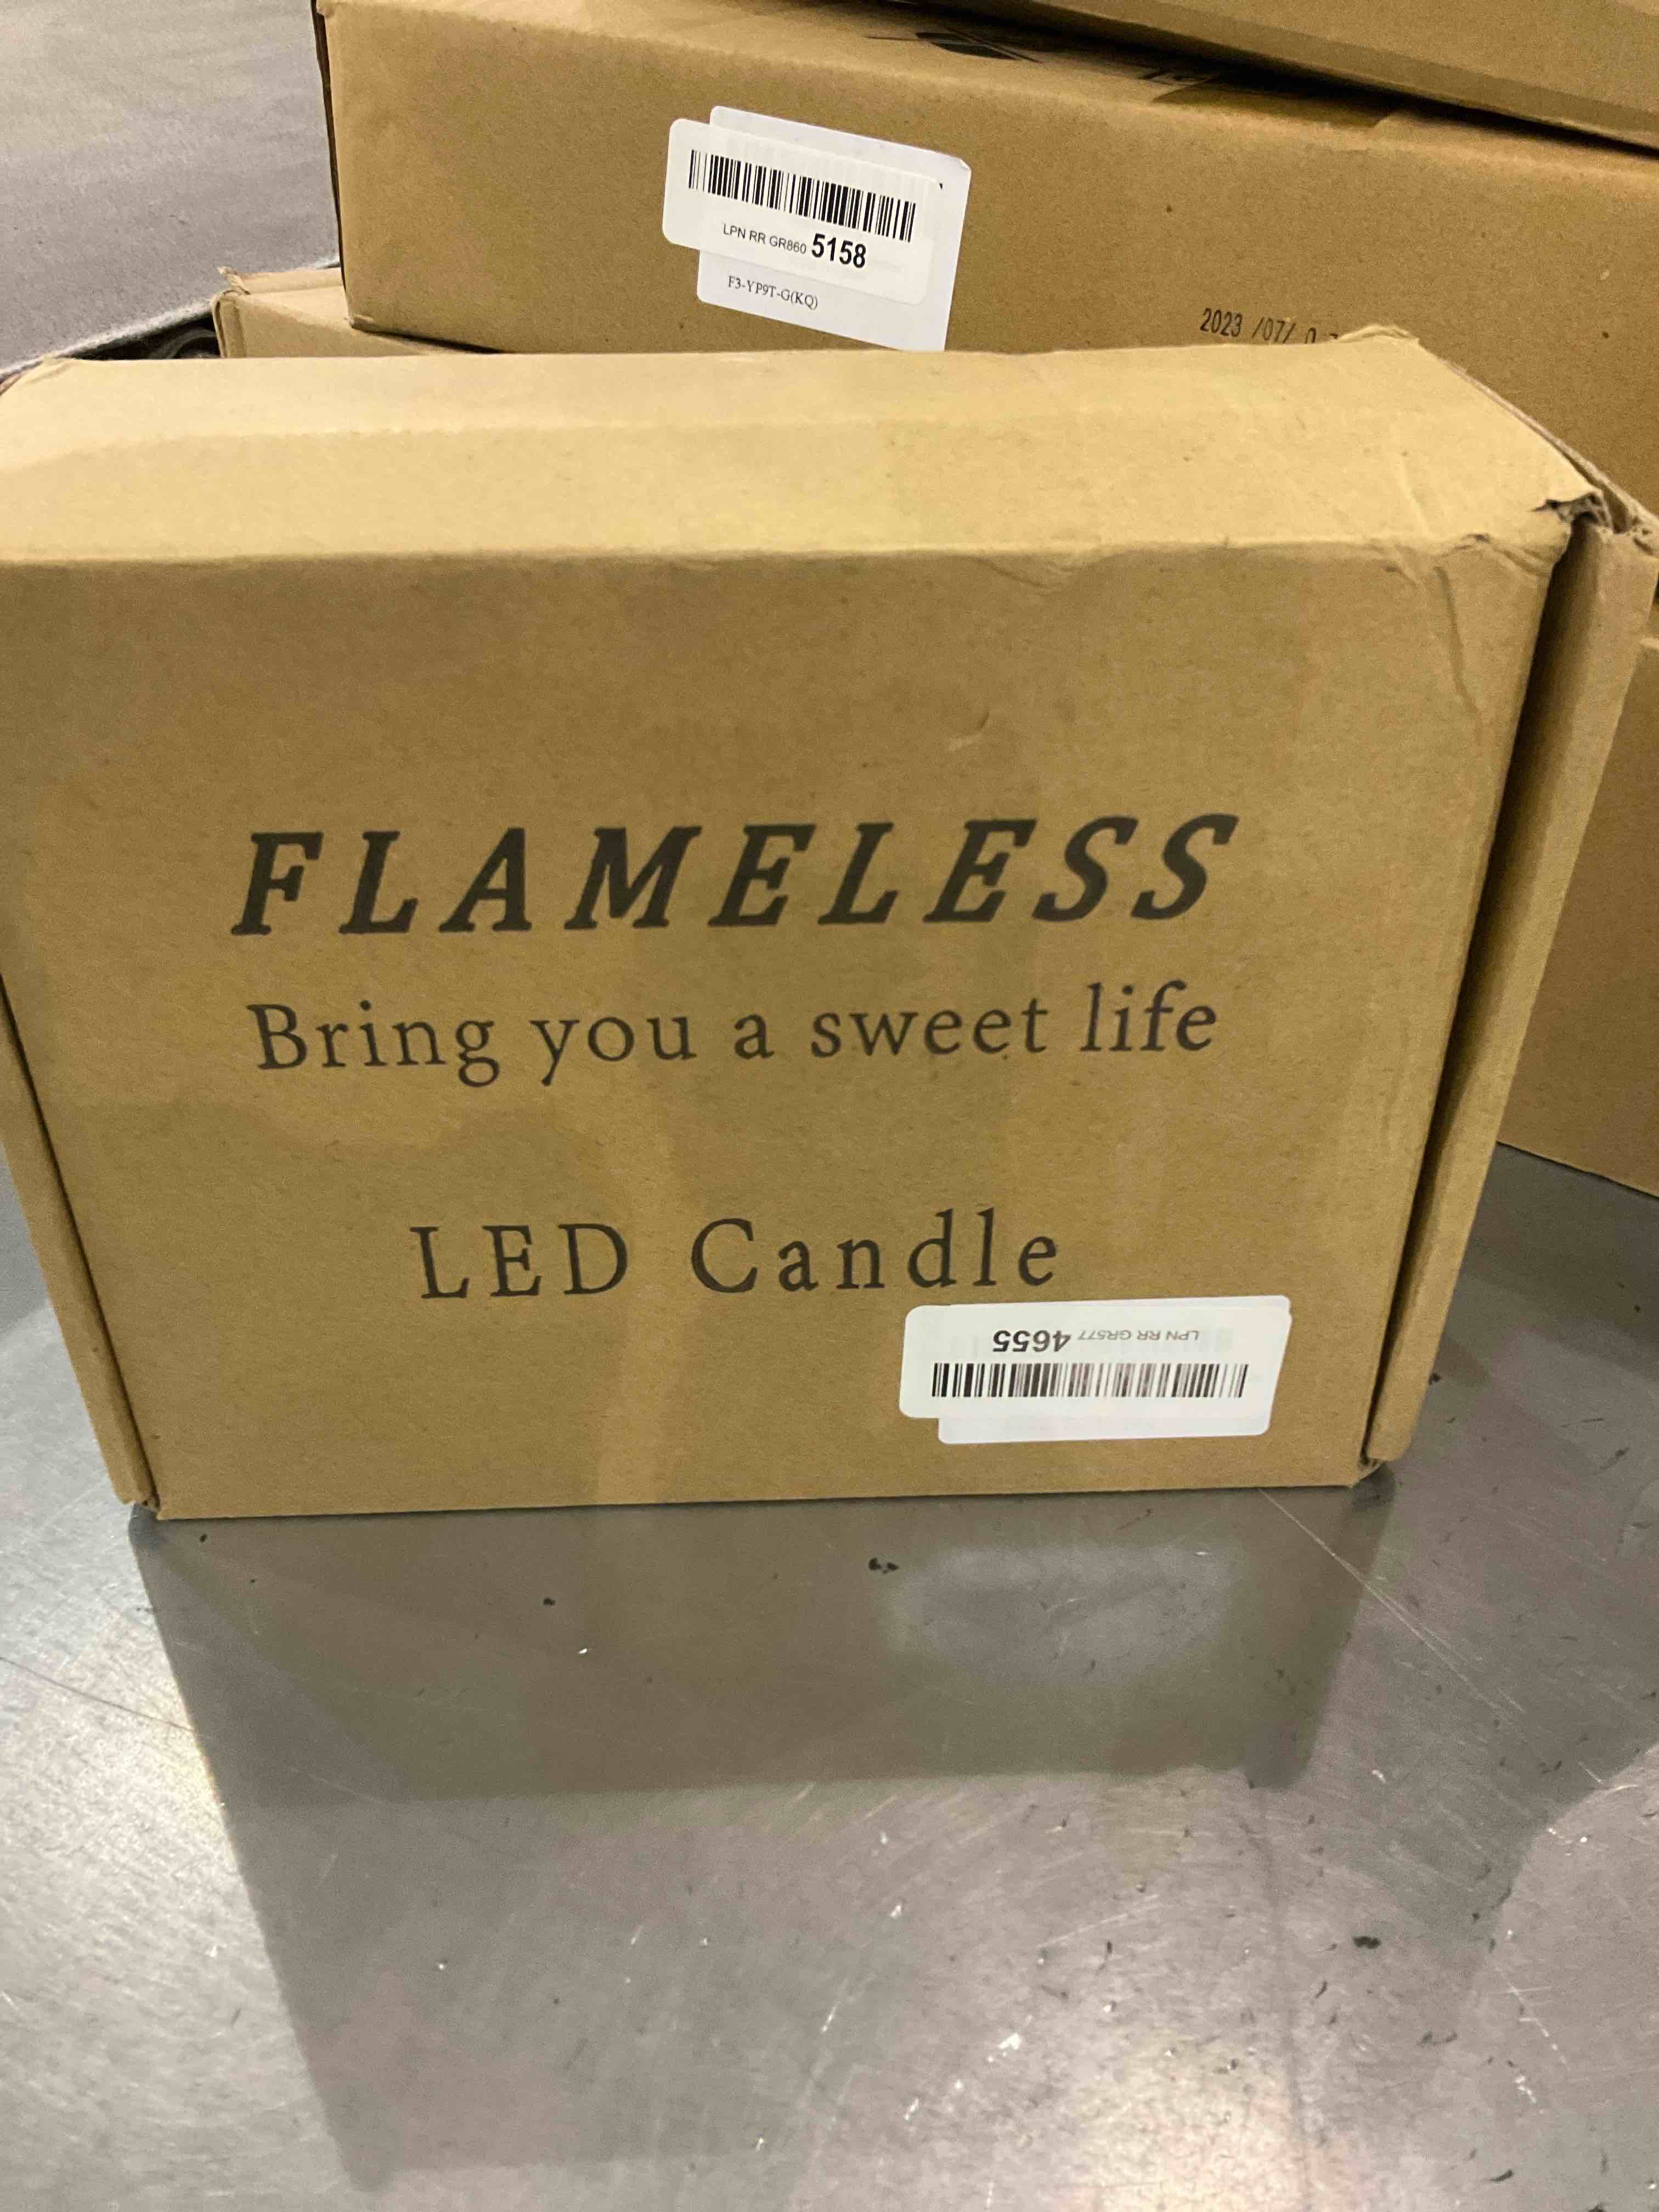 LPN RR GR860 5158
F3-YP9T-G(KQ)
2023 /07/
FLAMELESS
Bring you a sweet life
LED Candle
LPN RR GR577 4655